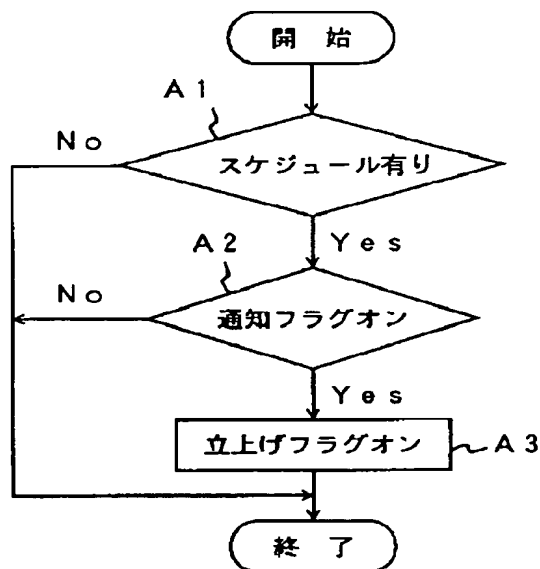 開始
A1
No
スケジュール有り
A2
Yes
No
通知フラグオン
Yes
立上げフラグオン
A3
終了